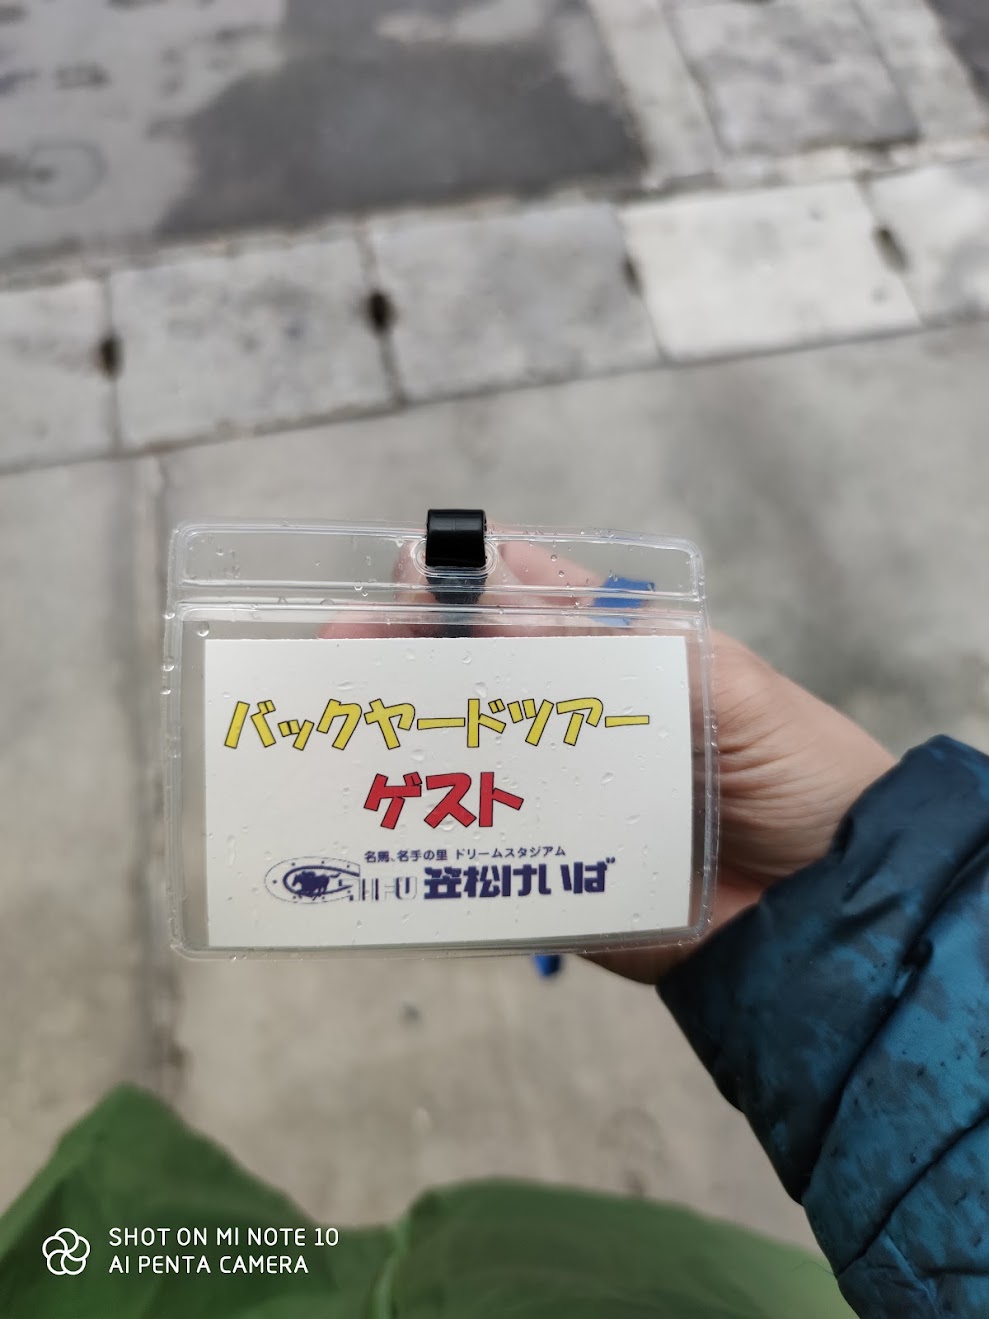 バックヤードツアー
ゲスト
名馬、名手の里 ドリームスタジアム
GIFU 笠松けいば
SHOT ON MI NOTE 10
AI PENTA CAMERA